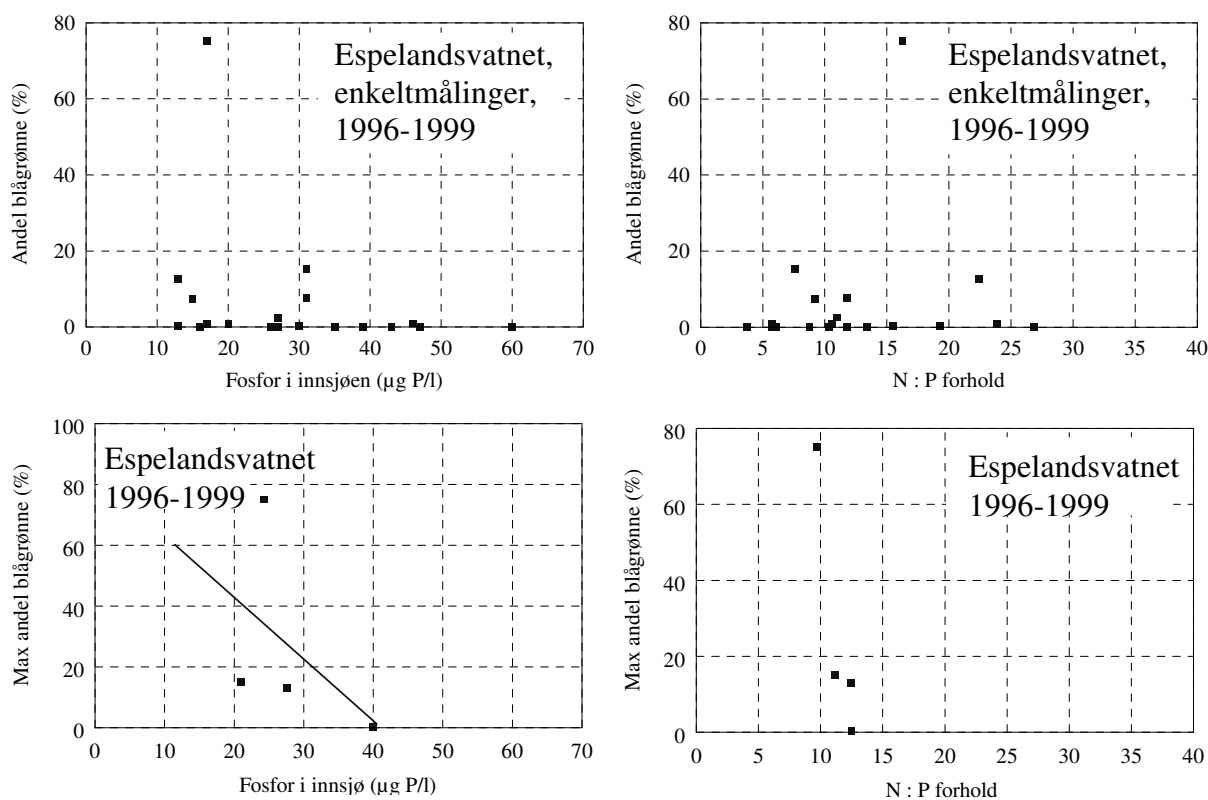 80
60
40
20
0
Andel blågrønne (%)
Espelandsvatnet,
enkeltmålinger,
1996-1999
0 10 20 30 40 50 60 70
Fosfor i innsjøen (µg P/l)
80
60
40
20
0
Andel blågrønne (%)
Espelandsvatnet,
enkeltmålinger,
1996-1999
0 5 10 15 20 25 30 35 40
N : P forhold
100
80
60
40
20
0
Max andel blågrønne (%)
Espelandsvatnet
1996-1999
0 10 20 30 40 50 60 70
Fosfor i innsjø (µg P/l)
80
60
40
20
0
Max andel blågrønne (%)
Espelandsvatnet
1996-1999
0 5 10 15 20 25 30 35 40
N : P forhold